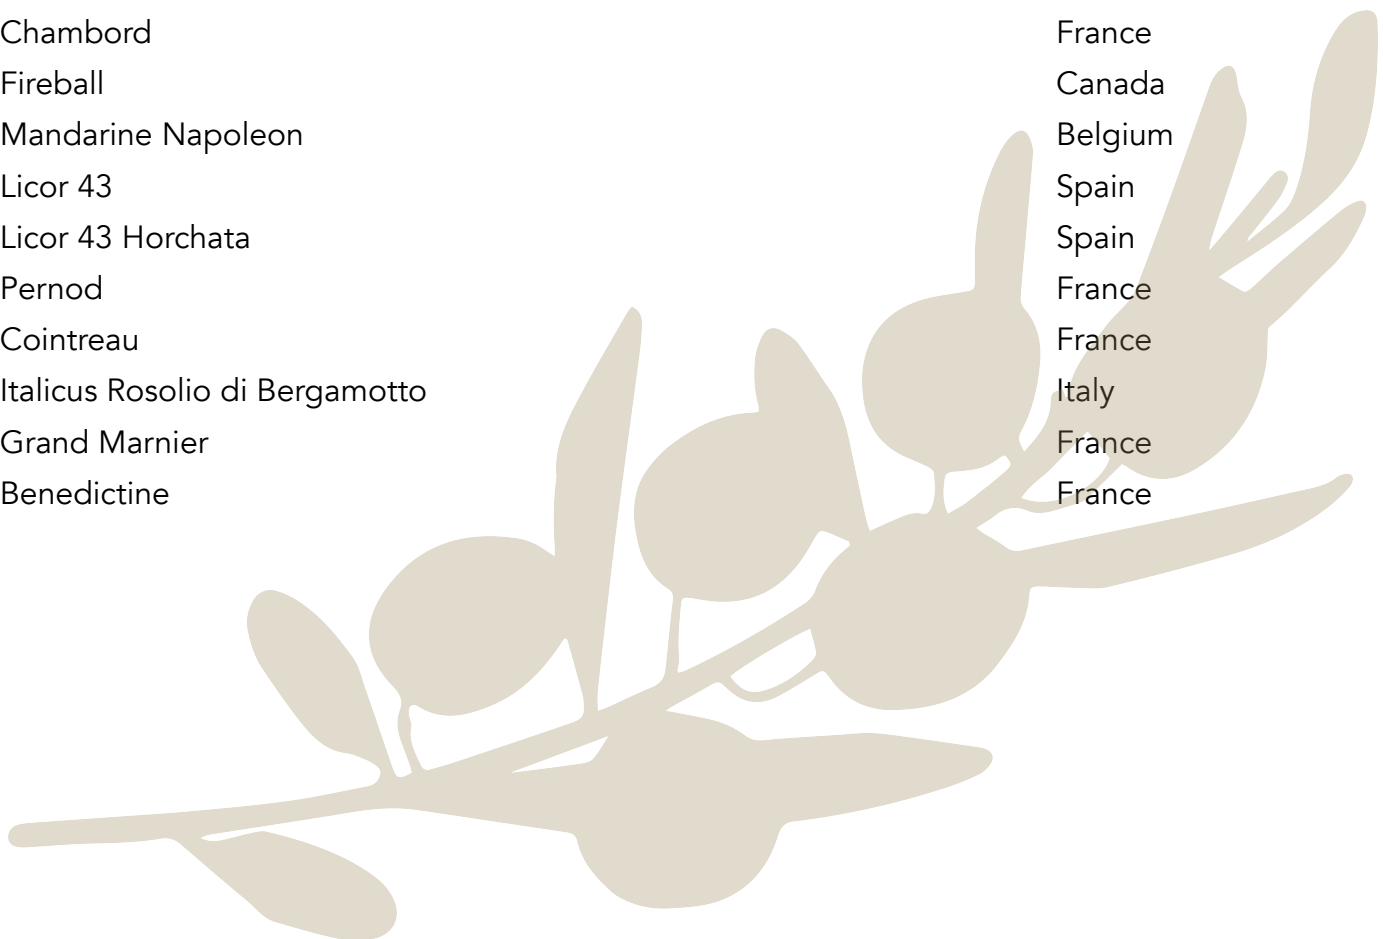 Chambord France
Fireball Canada
Mandarine Napoleon Belgium
Licor 43 Spain
Licor 43 Horchata Spain
Pernod France
Cointreau France
Italicus Rosolio di Bergamotto Italy
Grand Marnier France
Benedictine France